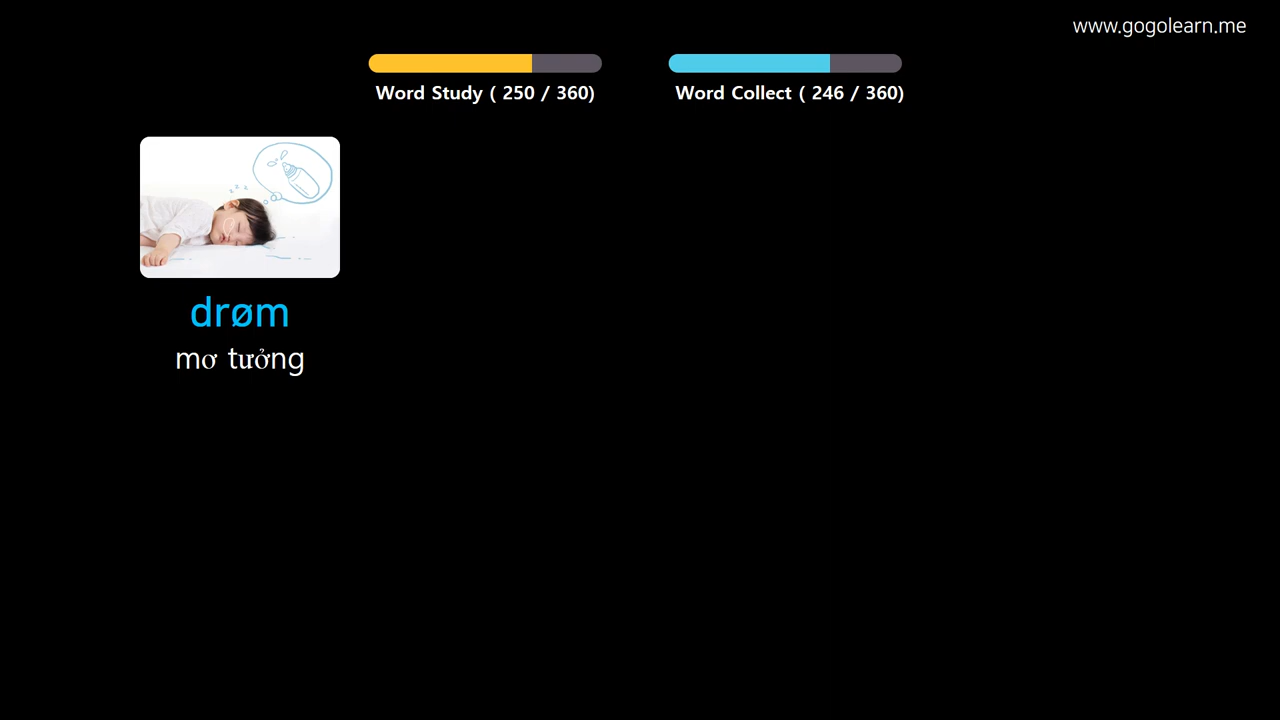 www.gogolearn.me
Word Study ( 250 / 360)
Word Collect ( 246 / 360)
z z z
drøm
mơ tưởng